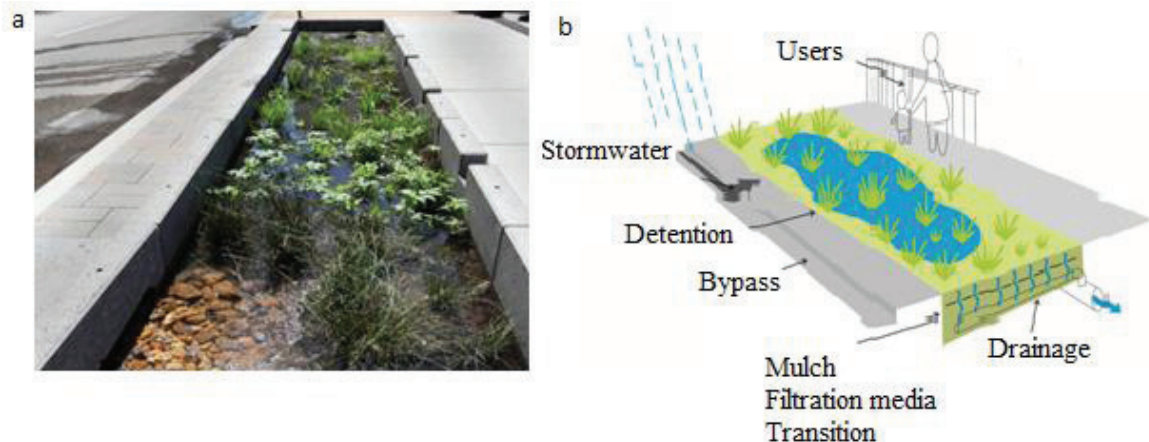 a
b
Users
Stormwater
Detention
Bypass
Drainage
Mulch
Filtration media
Transition